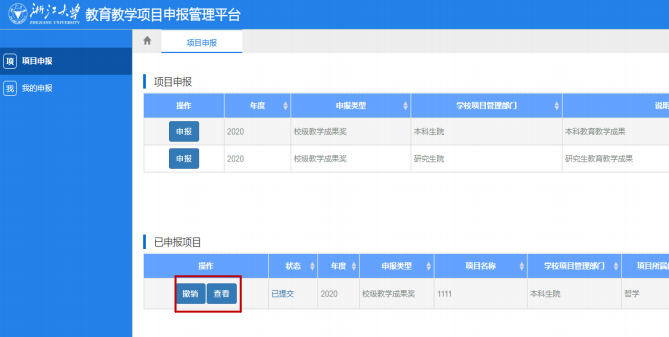 浙江大学 教育教学项目申报管理平台
ZHEJIANG UNIVERSITY
项目申报
项 项目申报
我 我的申报
项目申报
操作 年度 申报类型 学校项目管理部门 说明
申报 2020 校级教学成果奖 本科生院 本科教育教学成果
申报 2020 校级教学成果奖 研究生院 研究生教育教学成果
已申报项目
操作 状态 年度 申报类型 项目名称 学校项目管理部门 项目所属
撤销 查看 已提交 2020 校级教学成果奖 1111 本科生院 哲学